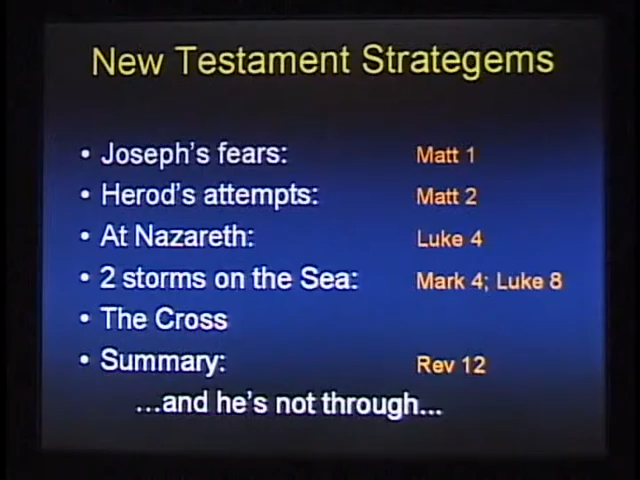 New Testament Strategems
• Joseph's fears: Matt 1
• Herod's attempts: Matt 2
• At Nazareth: Luke 4
• 2 storms on the Sea: Mark 4; Luke 8
• The Cross
• Summary: Rev 12
...and he's not through...